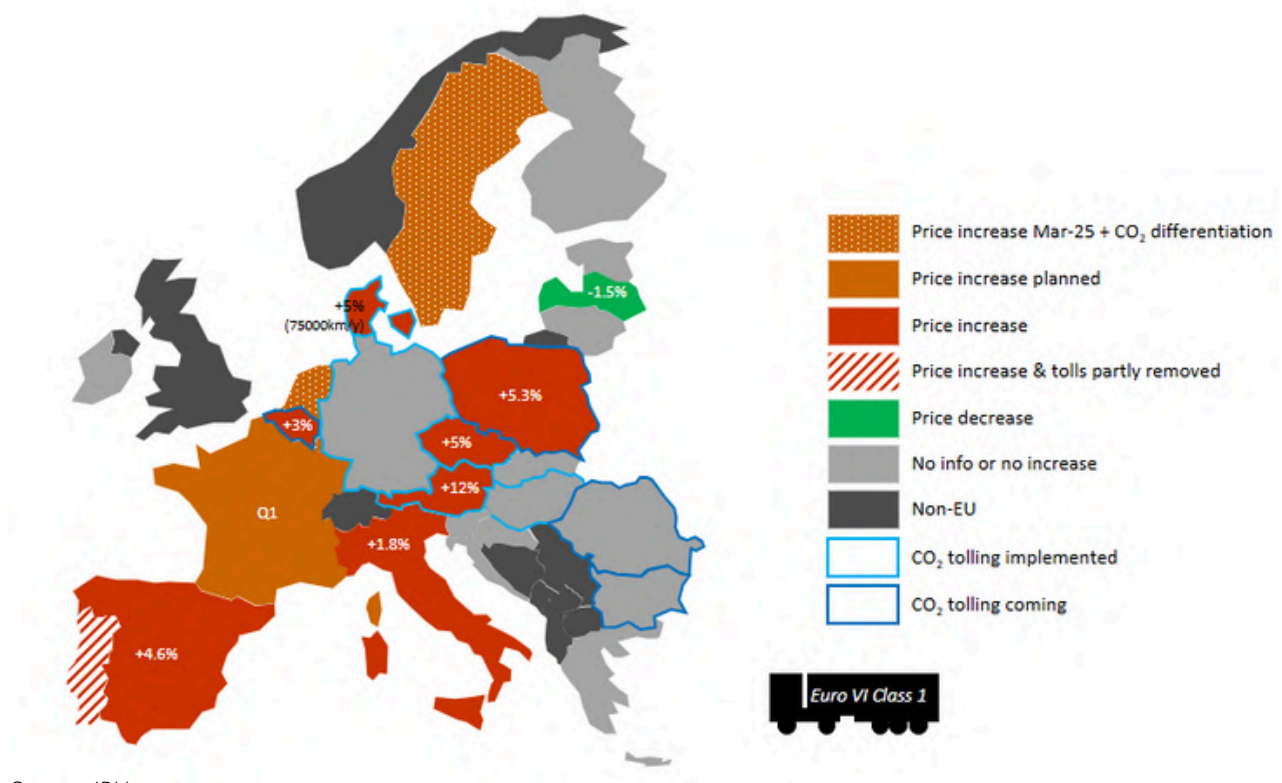 -1.5%
+5%
(75000km/y)
+5.3%
+3%
+5%
+12%
Q1
+1.8%
+4.6%
Price increase Mar-25 + CO₂ differentiation
Price increase planned
Price increase
Price increase & tolls partly removed
Price decrease
No info or no increase
Non-EU
CO₂ tolling implemented
CO₂ tolling coming
Euro VI Class 1